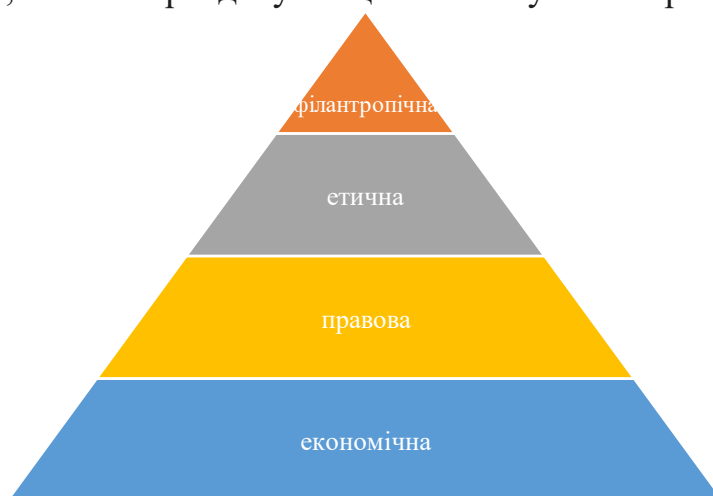 філантропічна
етична
правова
економічна